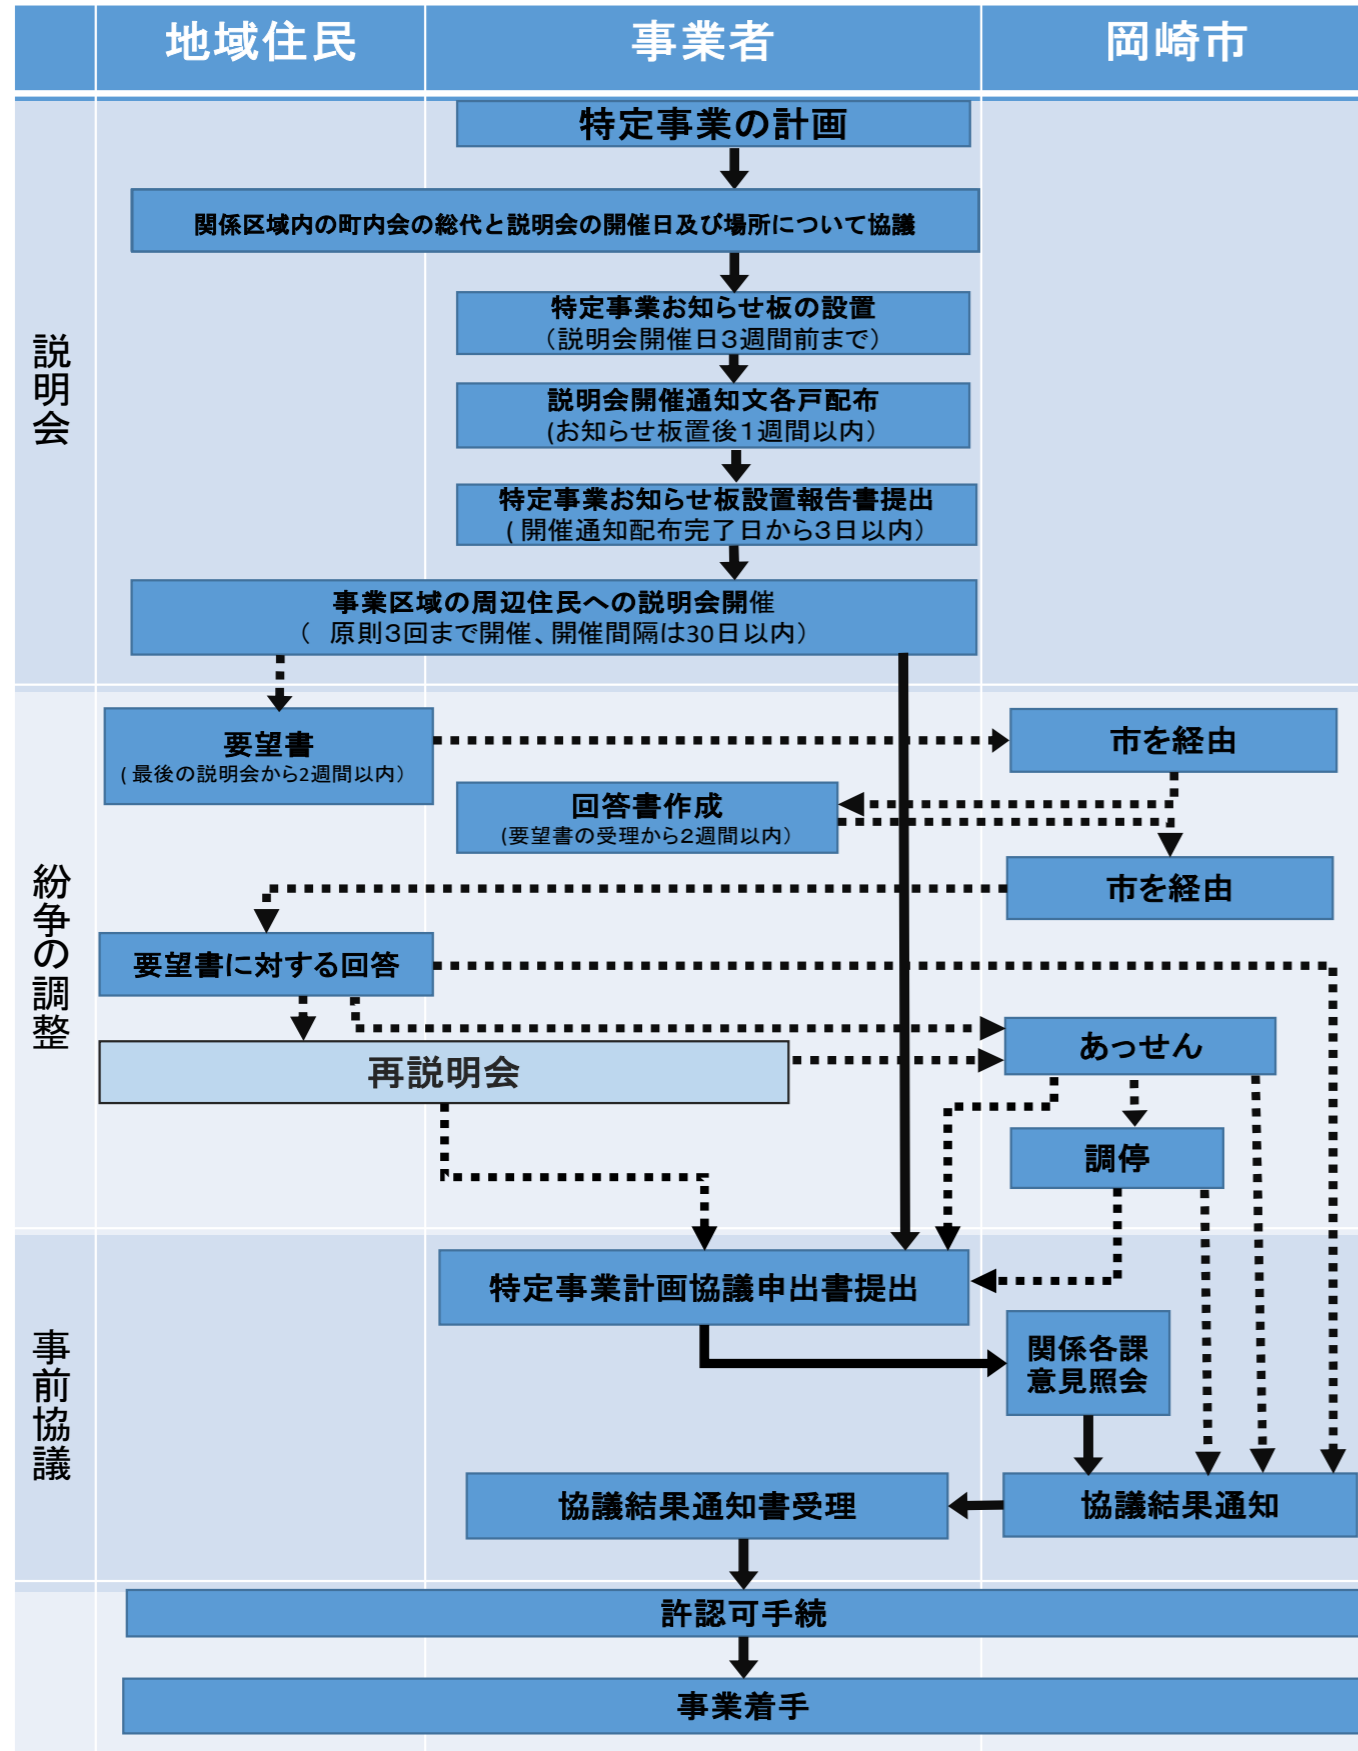 地域住民
事業者
岡崎市
説明会
特定事業の計画
関係区域内の町内会の総代と説明会の開催日及び場所について協議
特定事業お知らせ板の設置
（説明会開催日３週間前まで）
説明会開催通知文各戸配布
(お知らせ板置後１週間以内）
特定事業お知らせ板設置報告書提出
( 開催通知配布完了日から３日以内）
事業区域の周辺住民への説明会開催
（　原則３回まで開催、開催間隔は30日以内）
紛争の調整
要望書
( 最後の説明会から2週間以内）
市を経由
回答書作成
(要望書の受理から２週間以内）
市を経由
要望書に対する回答
あっせん
再説明会
調停
事前協議
特定事業計画協議申出書提出
関係各課
意見照会
協議結果通知書受理
協議結果通知
許認可手続
事業着手